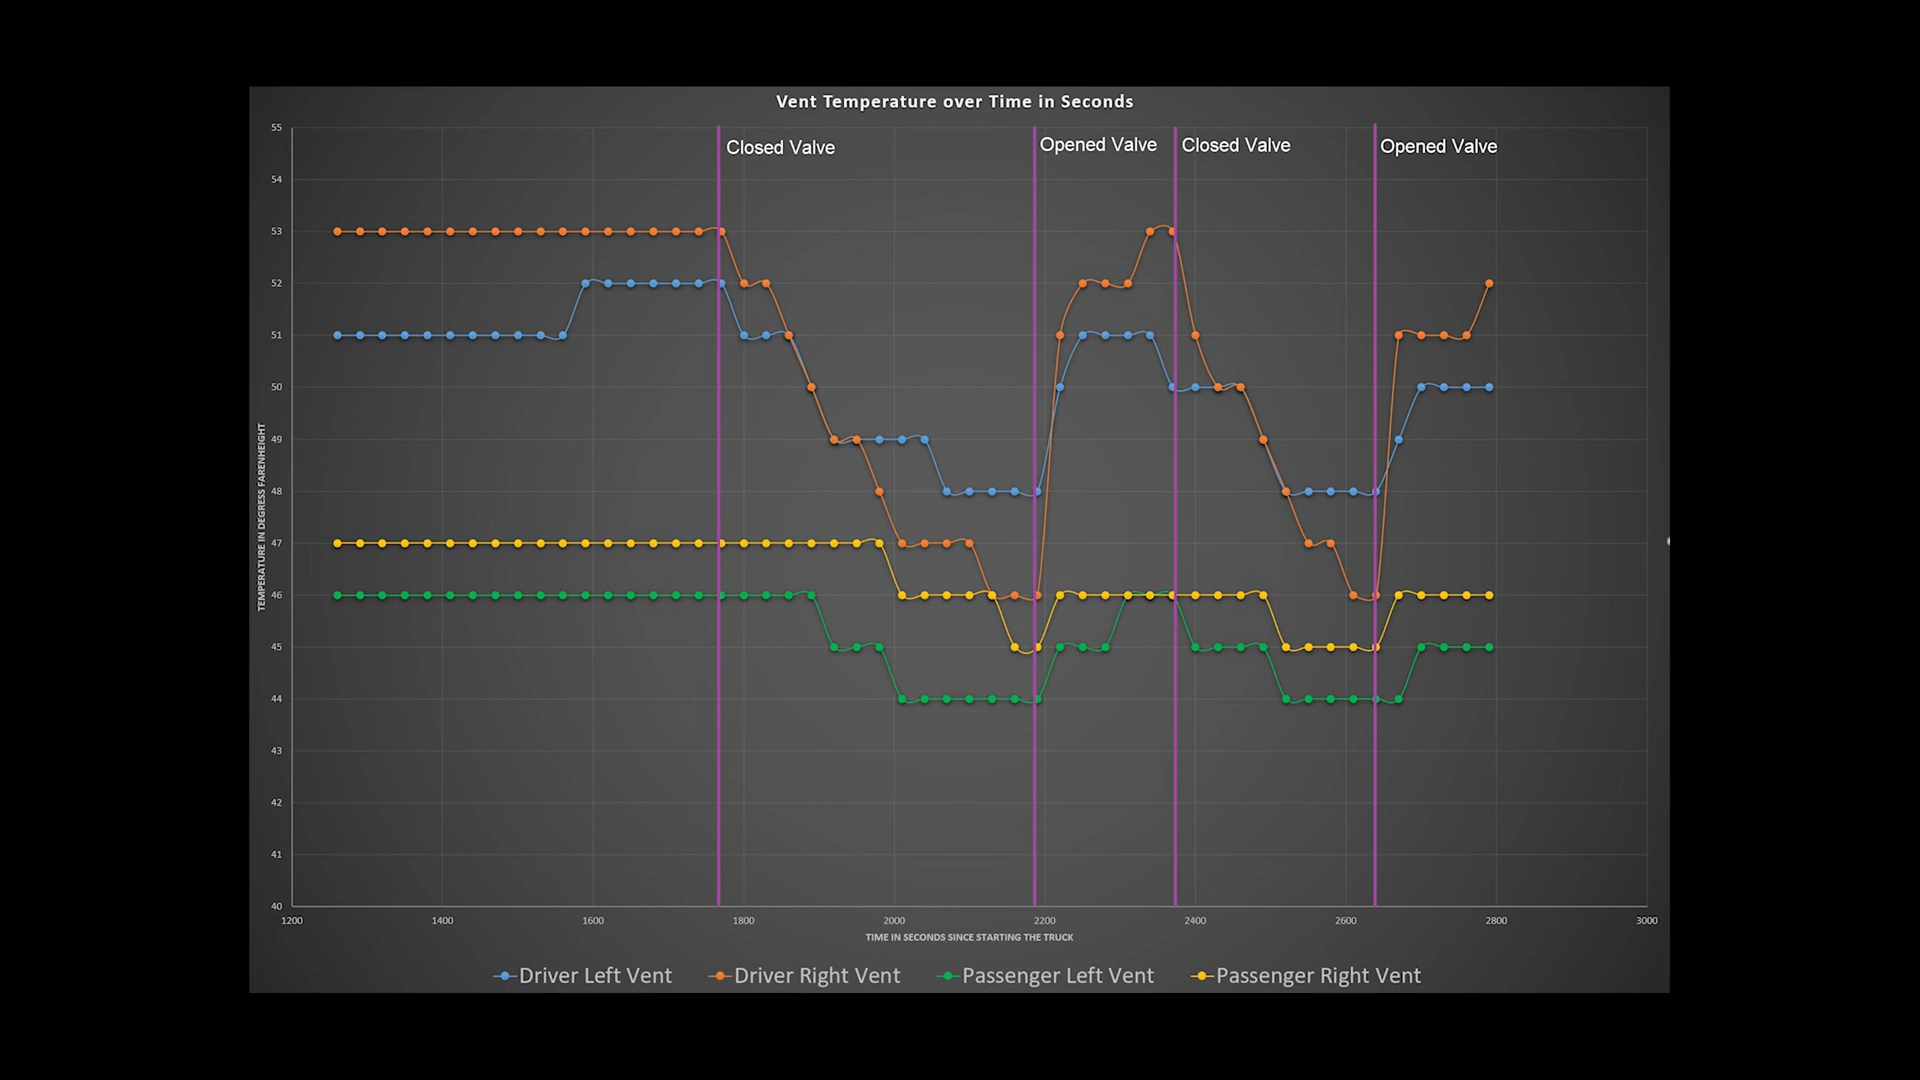 Vent Temperature over Time in Seconds
Closed Valve
Opened Valve
Closed Valve
Opened Valve
55
54
53
52
51
50
49
48
47
46
45
44
43
42
41
40
TEMPERATURE IN DEGRESS FARENHEIGHT
1200 1400 1600 1800 2000 2200 2400 2600 2800 3000
TIME IN SECONDS SINCE STARTING THE TRUCK
Driver Left Vent Driver Right Vent Passenger Left Vent Passenger Right Vent